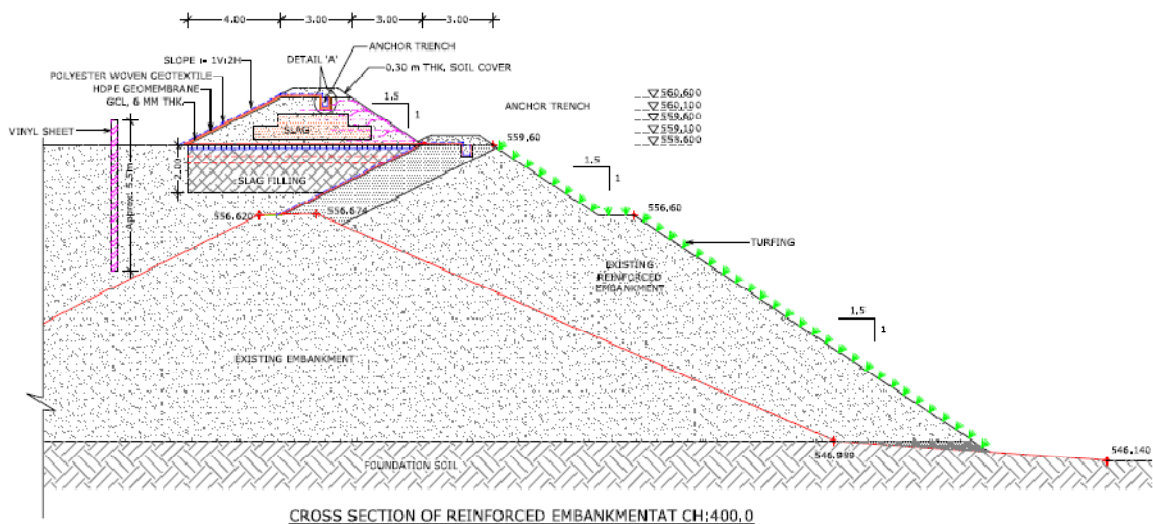 4.00 3.00 3.00 3.00
ANCHOR TRENCH
DETAIL 'A'
SLOPE :- 1V:2H
0.30 m THK. SOIL COVER
POLYESTER WOVEN GEOTEXTILE
HDPE GEOMEMBRANE
GCL, 6 MM THK.
1.5
1
ANCHOR TRENCH
560.600
560.100
559.600
559.100
558.600
VINYL SHEET
SLAG
559.60
2.00
SLAG FILLING
1.5
1
Approx. 5.5m
556.620
556.674
556.60
TURFING
EXISTING
REINFORCED
EMBANKMENT
1.5
1
EXISTING EMBANKMENT
546.989
546.140
FOUNDATION SOIL
CROSS SECTION OF REINFORCED EMBANKMENTAT CH:400.0